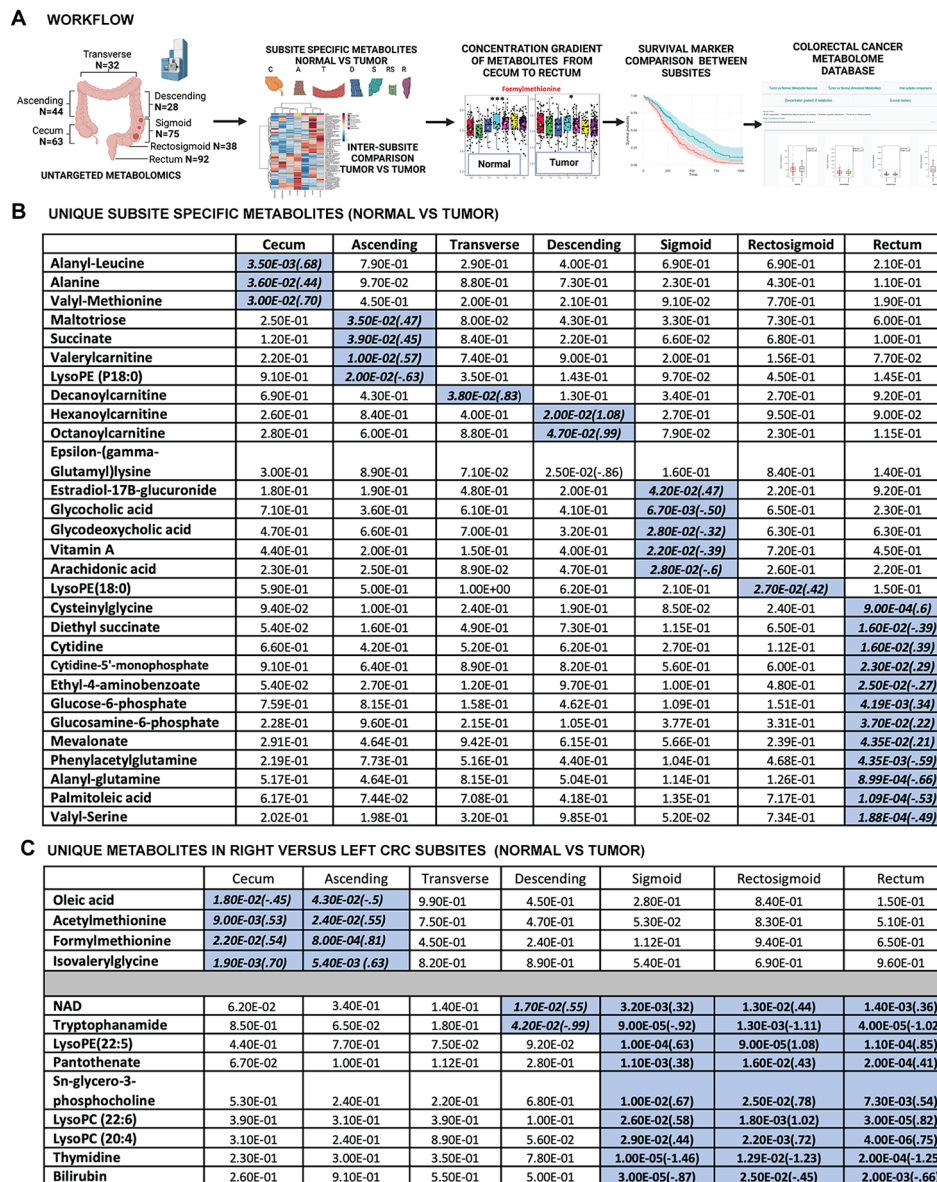 A WORKFLOW
Transverse
N=32
Ascending
N=44
Cecum
N=63
Descending
N=28
Sigmoid
N=75
Rectosigmoid N=38
Rectum N=92
UNTARGETED METABOLOMICS
SUBSITE SPECIFIC METABOLITES
NORMAL VS TUMOR
C A T D S RS R
INTER-SUBSITE
COMPARISON
TUMOR VS TUMOR
CONCENTRATION GRADIENT
OF METABOLITES FROM
CECUM TO RECTUM
Formylmethionine
*** *
Normal Tumor
SURVIVAL MARKER
COMPARISON BETWEEN
SUBSITES
Time
COLORECTAL CANCER
METABOLOME
DATABASE
B UNIQUE SUBSITE SPECIFIC METABOLITES (NORMAL VS TUMOR)
Cecum Ascending Transverse Descending Sigmoid Rectosigmoid Rectum
Alanyl-Leucine 3.50E-03(.68) 7.90E-01 2.90E-01 4.00E-01 6.90E-01 6.90E-01 2.10E-01
Alanine 3.60E-02(.44) 9.70E-02 8.80E-01 7.30E-01 2.30E-01 4.30E-01 1.10E-01
Valyl-Methionine 3.00E-02(.70) 4.50E-01 2.00E-01 2.10E-01 9.10E-02 7.70E-01 1.90E-01
Maltotriose 2.50E-01 3.50E-02(.47) 8.00E-02 4.30E-01 3.30E-01 7.30E-01 6.00E-01
Succinate 1.20E-01 3.90E-02(.45) 8.40E-01 2.20E-01 6.60E-02 6.80E-01 1.00E-01
Valerylcarnitine 2.20E-01 1.00E-02(.57) 7.40E-01 9.00E-01 2.00E-01 1.56E-01 7.70E-02
LysoPE (P18:0) 9.10E-01 2.00E-02(-.63) 3.50E-01 1.43E-01 9.70E-02 4.50E-01 1.45E-01
Decanoylcarnitine 6.90E-01 4.30E-01 3.80E-02(.83) 1.30E-01 3.40E-01 2.70E-01 9.20E-01
Hexanoylcarnitine 2.60E-01 8.40E-01 4.00E-01 2.00E-02(1.08) 2.70E-01 9.50E-01 9.00E-02
Octanoylcarnitine 2.80E-01 6.00E-01 8.80E-01 4.70E-02(.99) 7.90E-02 2.30E-01 1.15E-01
Epsilon-(gamma-
Glutamyl)lysine 3.00E-01 8.90E-01 7.10E-02 2.50E-02(-.86) 1.60E-01 8.40E-01 1.40E-01
Estradiol-17B-glucuronide 1.80E-01 1.90E-01 4.80E-01 2.00E-01 4.20E-02(.47) 2.20E-01 9.20E-01
Glycocholic acid 7.10E-01 3.60E-01 6.10E-01 4.10E-01 6.70E-03(-.50) 6.50E-01 2.30E-01
Glycodeoxycholic acid 4.70E-01 6.60E-01 7.00E-01 3.20E-01 2.80E-02(-.32) 6.30E-01 6.30E-01
Vitamin A 4.40E-01 2.00E-01 1.50E-01 4.00E-01 2.20E-02(-.39) 7.20E-01 4.50E-01
Arachidonic acid 2.30E-01 2.50E-01 8.90E-02 4.70E-01 2.80E-02(-.6) 2.60E-01 2.20E-01
LysoPE(18:0) 5.90E-01 5.00E-01 1.00E+00 6.20E-01 2.10E-01 2.70E-02(.42) 1.50E-01
Cysteinylglycine 9.40E-02 1.00E-01 2.40E-01 1.90E-01 8.50E-02 2.40E-01 9.00E-04(.6)
Diethyl succinate 5.40E-02 1.60E-01 4.90E-01 7.30E-01 1.15E-01 6.50E-01 1.60E-02(-.39)
Cytidine 6.60E-01 4.20E-01 5.20E-01 6.20E-01 2.70E-01 1.12E-01 1.60E-02(.39)
Cytidine-5'-monophosphate 9.10E-01 6.40E-01 8.90E-01 8.20E-01 5.60E-01 6.00E-01 2.30E-02(.29)
Ethyl-4-aminobenzoate 5.40E-02 2.70E-01 1.20E-01 9.70E-01 1.00E-01 4.80E-01 2.50E-02(-.27)
Glucose-6-phosphate 7.59E-01 8.15E-01 1.58E-01 4.62E-01 1.09E-01 1.51E-01 4.19E-03(.34)
Glucosamine-6-phosphate 2.28E-01 9.60E-01 2.15E-01 1.05E-01 3.77E-01 3.31E-01 3.70E-02(.22)
Mevalonate 2.91E-01 4.64E-01 9.42E-01 6.15E-01 5.66E-01 2.39E-01 4.35E-02(.21)
Phenylacetylglutamine 2.19E-01 7.73E-01 5.16E-01 4.40E-01 1.04E-01 4.68E-01 4.35E-03(-.59)
Alanyl-glutamine 5.17E-01 4.64E-01 8.15E-01 5.04E-01 1.14E-01 1.26E-01 8.99E-04(-.66)
Palmitoleic acid 6.17E-01 7.44E-02 7.08E-01 4.18E-01 1.35E-01 7.17E-01 1.09E-04(-.53)
Valyl-Serine 2.02E-01 1.98E-01 3.20E-01 9.85E-01 5.20E-02 7.34E-01 1.88E-04(-.49)
C UNIQUE METABOLITES IN RIGHT VERSUS LEFT CRC SUBSITES (NORMAL VS TUMOR)
Cecum Ascending Transverse Descending Sigmoid Rectosigmoid Rectum
Oleic acid 1.80E-02(-.45) 4.30E-02(-.5) 9.90E-01 4.50E-01 2.80E-01 8.40E-01 1.50E-01
Acetylmethionine 9.00E-03(.53) 2.40E-02(.55) 7.50E-01 4.70E-01 5.30E-02 8.30E-01 5.10E-01
Formylmethionine 2.20E-02(.54) 8.00E-04(.81) 4.50E-01 2.40E-01 1.12E-01 9.40E-01 6.50E-01
Isovalerylglycine 1.90E-03(.70) 5.40E-03 (.63) 8.20E-01 8.90E-01 5.40E-01 6.90E-01 9.60E-01
NAD 6.20E-02 3.40E-01 1.40E-01 1.70E-02(.55) 3.20E-03(.32) 1.30E-02(.44) 1.40E-03(.36)
Tryptophanamide 8.50E-01 6.50E-02 1.80E-01 4.20E-02(-.99) 9.00E-05(-.92) 1.30E-03(-1.11) 4.00E-05(-1.02
LysoPE(22:5) 4.40E-01 7.70E-01 7.50E-02 9.20E-02 1.00E-04(.63) 9.00E-05(1.08) 1.10E-04(.85)
Pantothenate 6.70E-02 1.00E-01 1.12E-01 2.80E-01 1.10E-03(.38) 1.60E-02(.43) 2.00E-04(.41)
Sn-glycero-3-
phosphocholine 5.30E-01 2.40E-01 2.20E-01 6.80E-01 1.00E-02(.67) 2.50E-02(.78) 7.30E-03(.54)
LysoPC (22:6) 3.90E-01 3.10E-01 3.90E-01 1.00E-01 2.60E-02(.58) 1.80E-03(1.02) 3.00E-05(.82)
LysoPC (20:4) 3.10E-01 2.40E-01 8.90E-01 5.60E-02 2.90E-02(.44) 2.20E-03(.72) 4.00E-06(.75)
Thymidine 2.30E-01 3.00E-01 3.50E-01 7.80E-01 1.00E-05(-1.46) 1.29E-02(-1.23) 2.00E-04(-1.25
Bilirubin 2.60E-01 9.10E-01 5.50E-01 5.00E-01 3.00E-05(-.87) 2.50E-02(-.45) 2.00E-03(-.66)